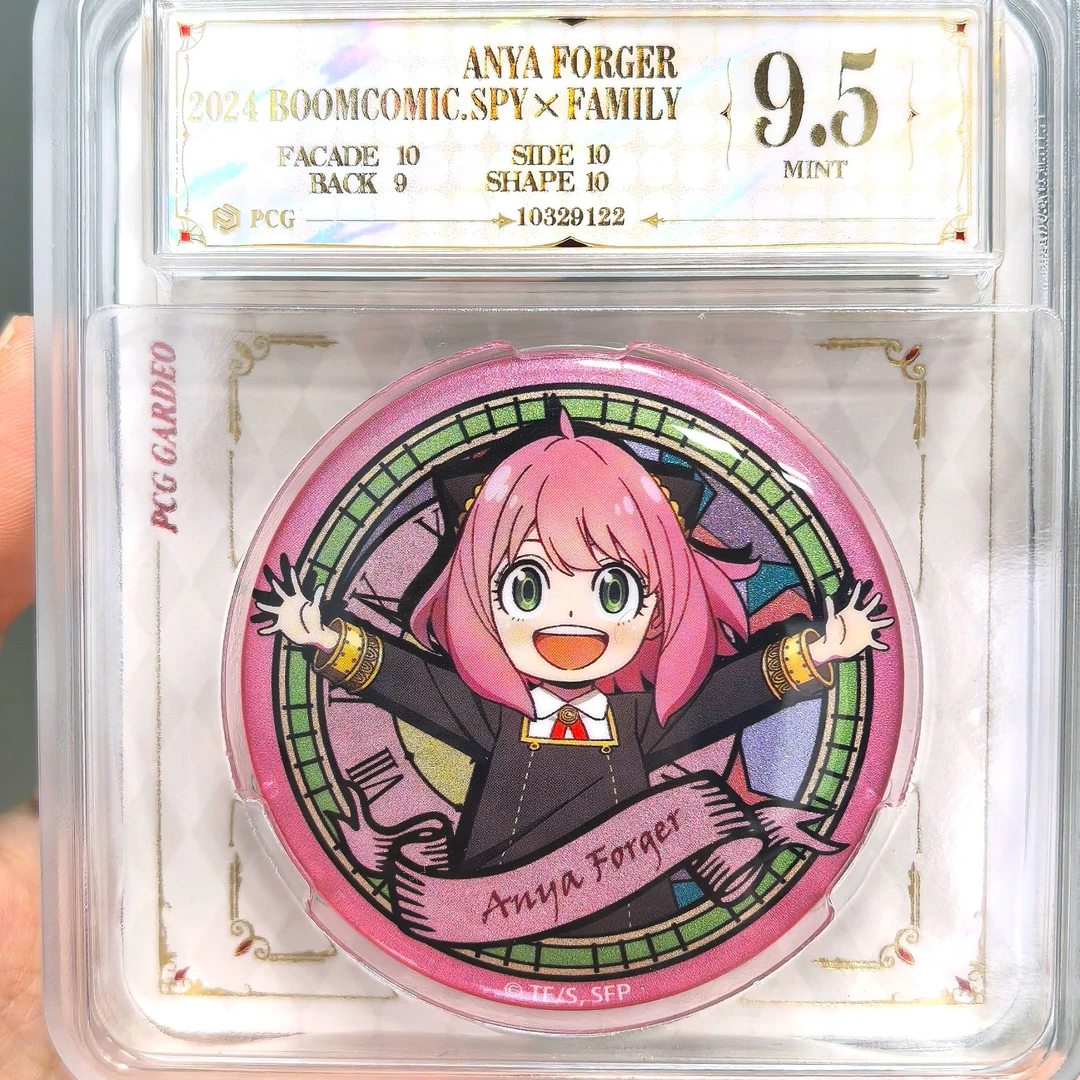 ANYA FORGER
2024 BOOMCOMIC.SPY×FAMILY
9.5
MINT
FACADE 10 SIDE 10
BACK 9 SHAPE 10
PCG 10329122
PCG GARDEO
V
X
VIII
Anya Forger
© TF/S, SFP